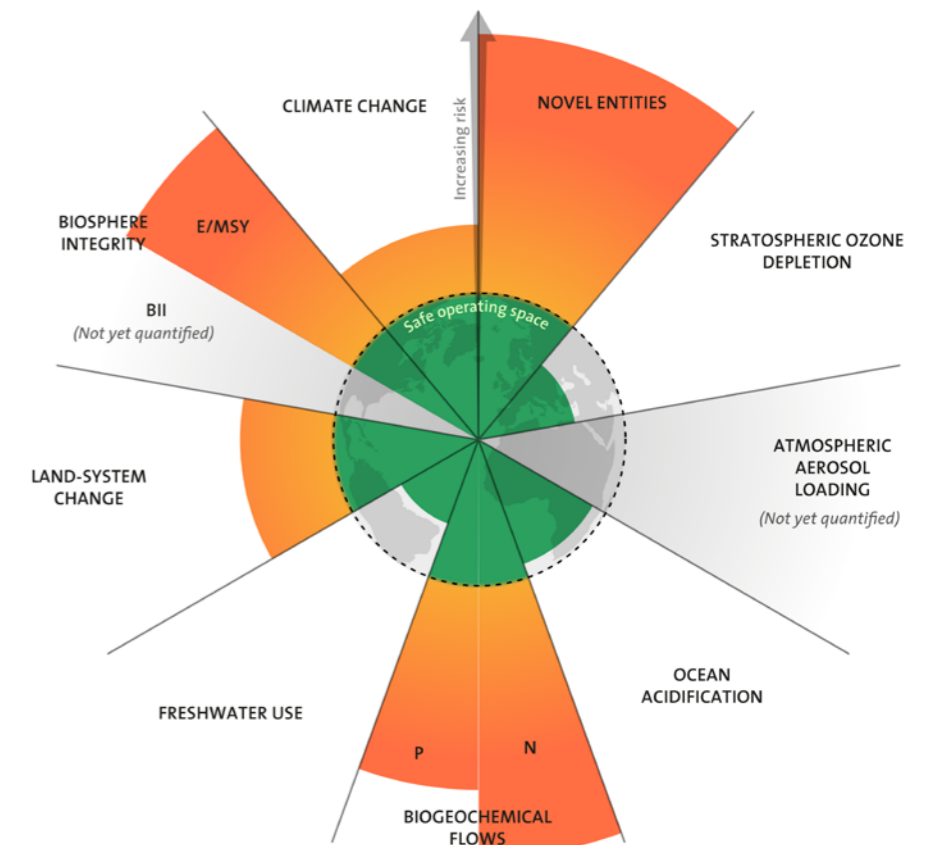 CLIMATE CHANGE
Increasing risk
NOVEL ENTITIES
BIOSPHERE
INTEGRITY
E/MSY
STRATOSPHERIC OZONE
DEPLETION
BII
(Not yet quantified)
Safe operating space
LAND-SYSTEM
CHANGE
ATMOSPHERIC
AEROSOL
LOADING
(Not yet quantified)
FRESHWATER USE
OCEAN
ACIDIFICATION
P
N
BIOGEOCHEMICAL
FLOWS